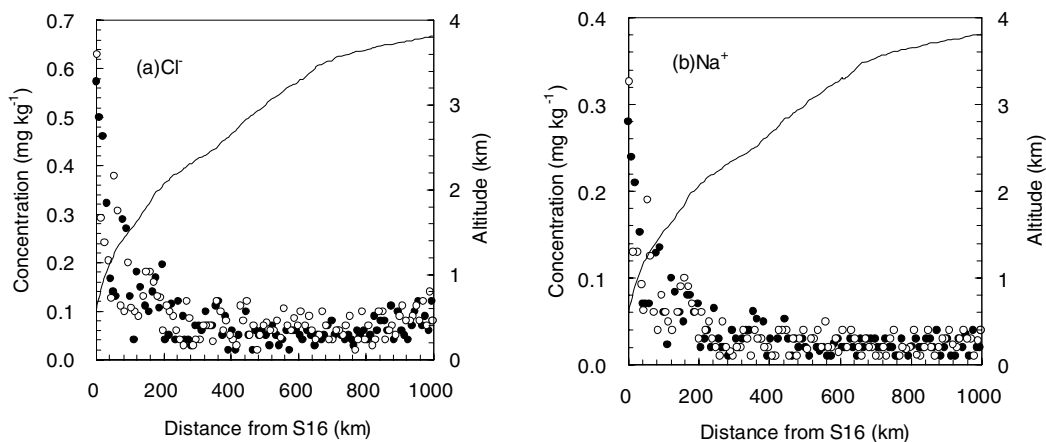 (a)Cl⁻
Concentration (mg kg⁻¹)
0.7
0.6
0.5
0.4
0.3
0.2
0.1
0.0
4
3
2
1
0
Altitude (km)
0 200 400 600 800 1000
Distance from S16 (km)
(b)Na⁺
Concentration (mg kg⁻¹)
0.4
0.3
0.2
0.1
0.0
4
3
2
1
0
Altitude (km)
0 200 400 600 800 1000
Distance from S16 (km)